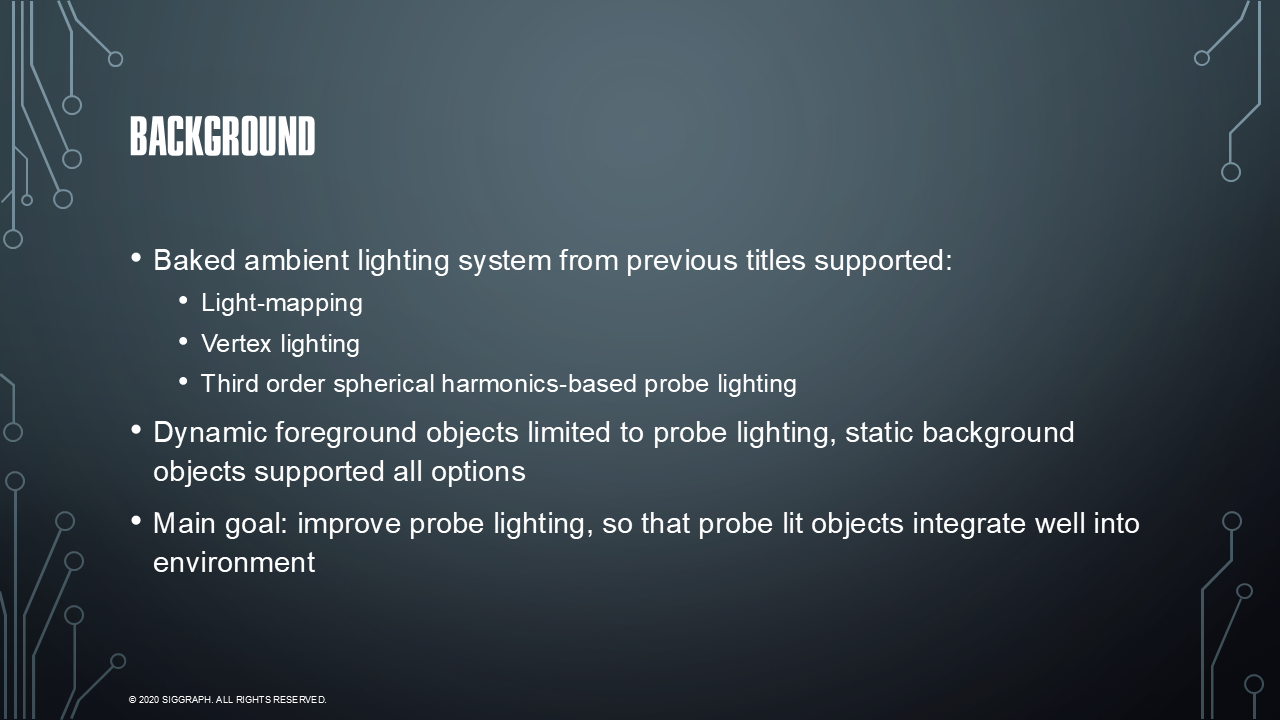 BACKGROUND
• Baked ambient lighting system from previous titles supported:
• Light-mapping
• Vertex lighting
• Third order spherical harmonics-based probe lighting
• Dynamic foreground objects limited to probe lighting, static background
objects supported all options
• Main goal: improve probe lighting, so that probe lit objects integrate well into
environment
© 2020 SIGGRAPH. ALL RIGHTS RESERVED.